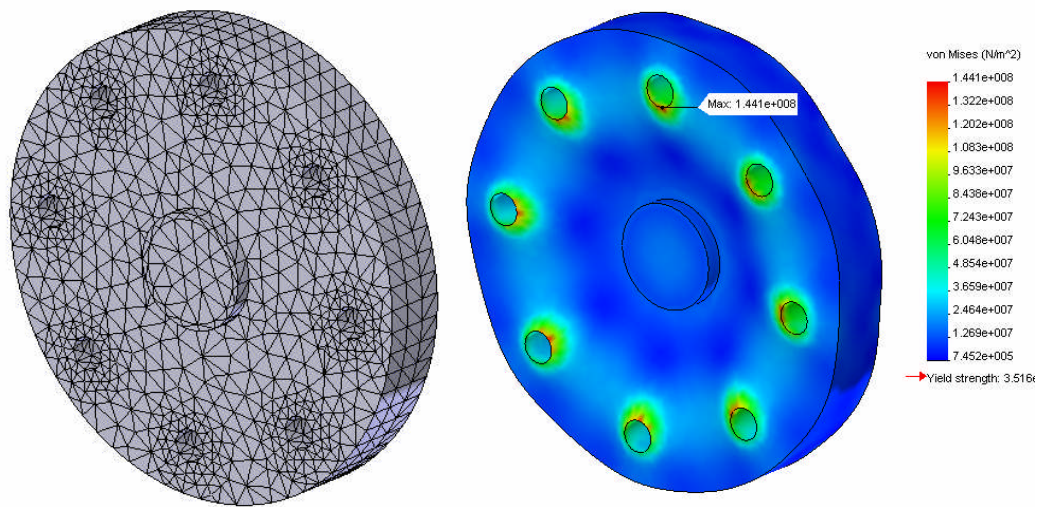 von Mises (N/m^2)
1.441e+008
1.322e+008
1.202e+008
1.083e+008
9.633e+007
8.438e+007
7.243e+007
6.048e+007
4.854e+007
3.659e+007
2.464e+007
1.269e+007
7.452e+005
Yield strength: 3.516e
Max: 1.441e+008